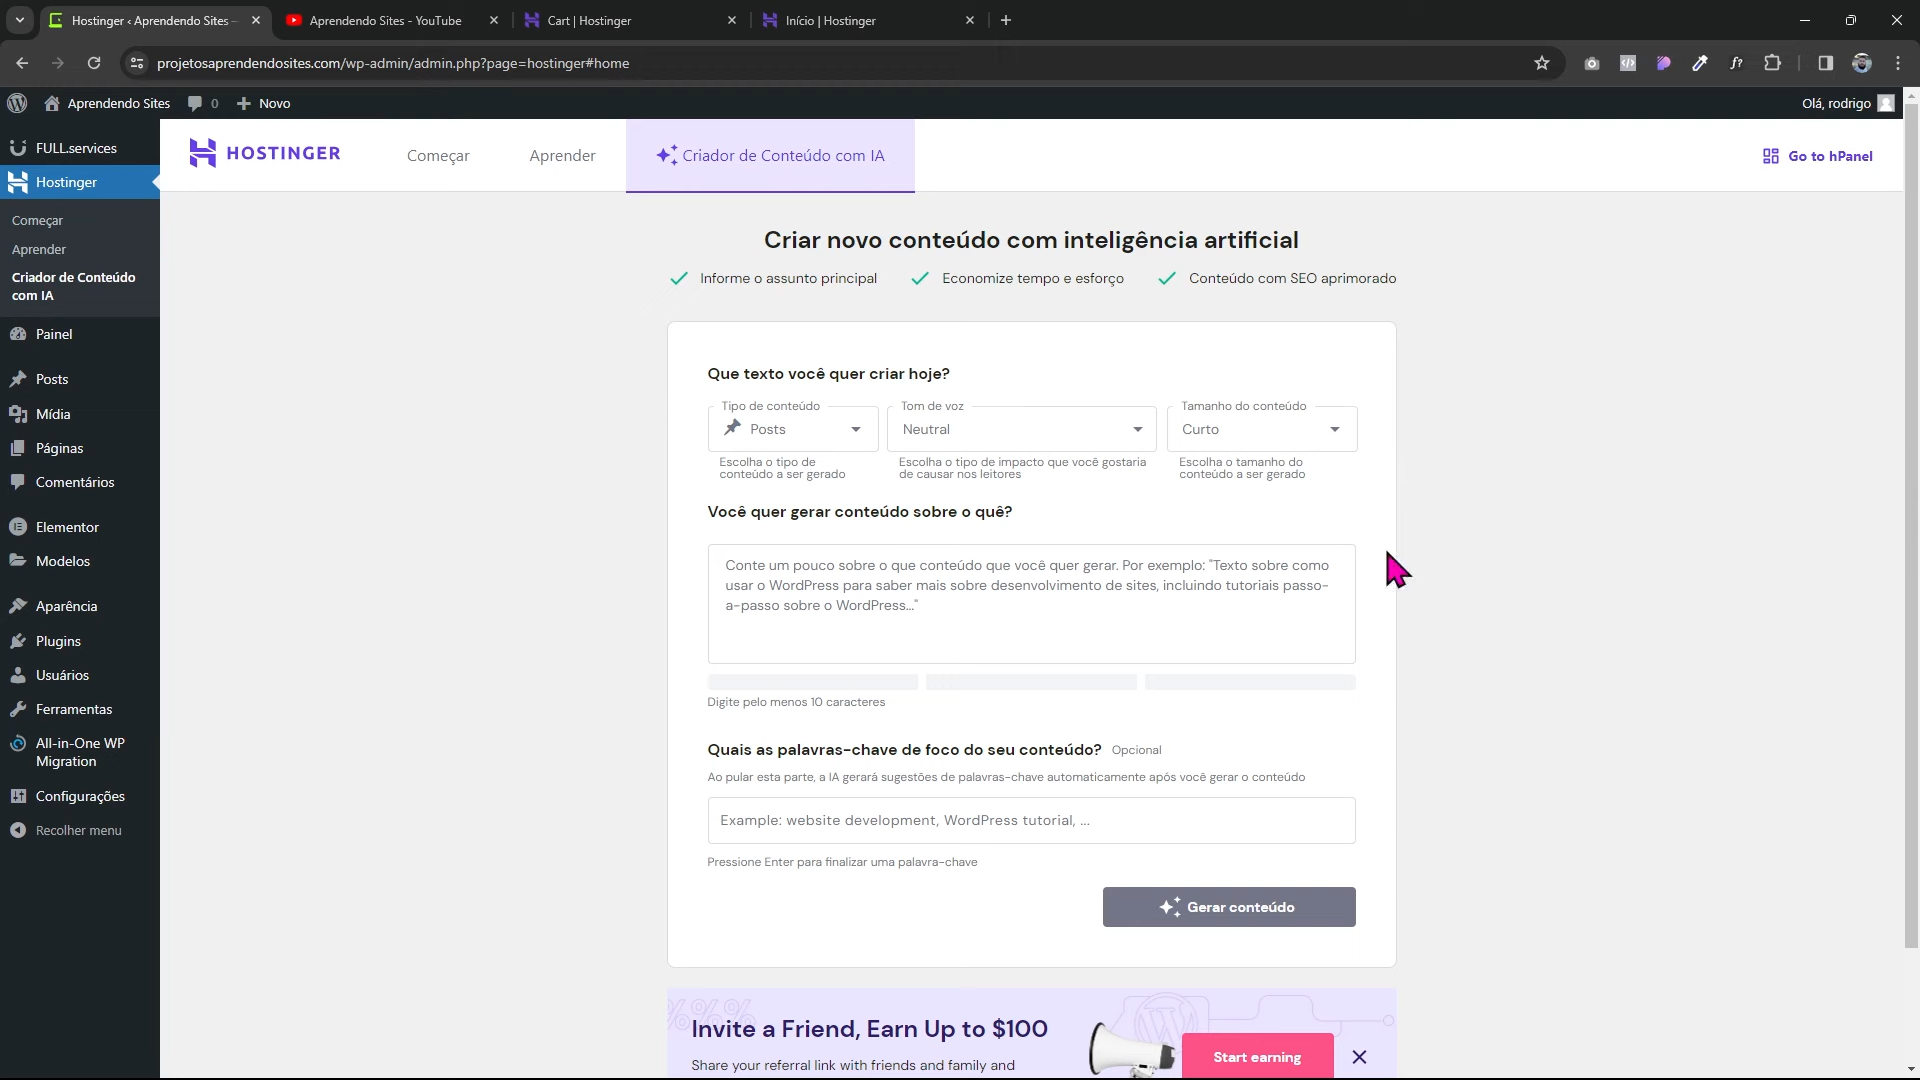 Hostinger ‹ Aprendendo Sites –
Aprendendo Sites - YouTube
Cart | Hostinger
Início | Hostinger
projetosaprendendosites.com/wp-admin/admin.php?page=hostinger#home
f?
Aprendendo Sites
0
Novo
Olá, rodrigo
FULL.services
Hostinger
Começar
Aprender
Criador de Conteúdo
com IA
Painel
Posts
Mídia
Páginas
Comentários
Elementor
Modelos
Aparência
Plugins
Usuários
Ferramentas
All-in-One WP
Migration
Configurações
Recolher menu
HOSTINGER
Começar
Aprender
Criador de Conteúdo com IA
Go to hPanel
Criar novo conteúdo com inteligência artificial
Informe o assunto principal
Economize tempo e esforço
Conteúdo com SEO aprimorado
Que texto você quer criar hoje?
Tipo de conteúdo
Tom de voz
Tamanho do conteúdo
Posts
Neutral
Curto
Escolha o tipo de
conteúdo a ser gerado
Escolha o tipo de impacto que você gostaria
de causar nos leitores
Escolha o tamanho do
conteúdo a ser gerado
Você quer gerar conteúdo sobre o quê?
Conte um pouco sobre o que conteúdo que você quer gerar. Por exemplo: "Texto sobre como
usar o WordPress para saber mais sobre desenvolvimento de sites, incluindo tutoriais passo-
a-passo sobre o WordPress..."
Digite pelo menos 10 caracteres
Quais as palavras-chave de foco do seu conteúdo? Opcional
Ao pular esta parte, a IA gerará sugestões de palavras-chave automaticamente após você gerar o conteúdo
Example: website development, WordPress tutorial, ...
Pressione Enter para finalizar uma palavra-chave
Gerar conteúdo
%%%
Invite a Friend, Earn Up to $100
Share your referral link with friends and family and
Start earning